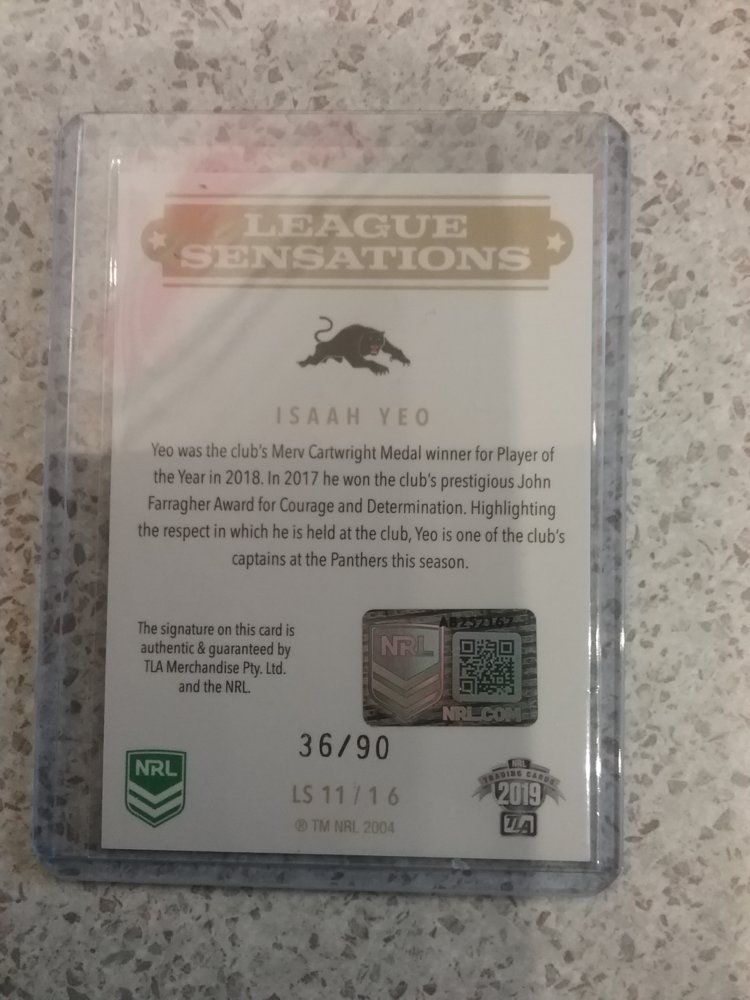 LEAGUE
SENSATIONS
ISAAH YEO
Yeo was the club's Merv Cartwright Medal winner for Player of
the Year in 2018. In 2017 he won the club's prestigious John
Farragher Award for Courage and Determination. Highlighting
the respect in which he is held at the club, Yeo is one of the club's
captains at the Panthers this season.
The signature on this card is
authentic & guaranteed by
TLA Merchandise Pty. Ltd.
and the NRL.
NRL
NRL.COM
36/90
NRL
LS 11/16
® TM NRL 2004
NRL
TRADING CARDS
2019
TLA